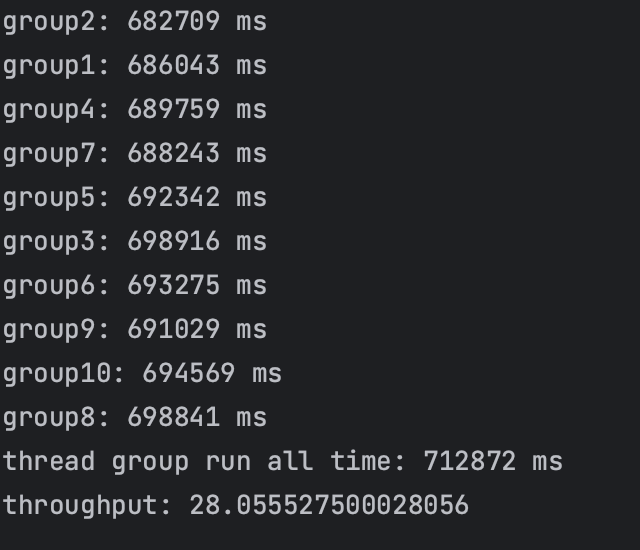 group2: 682709 ms
group1: 686043 ms
group4: 689759 ms
group7: 688243 ms
group5: 692342 ms
group3: 698916 ms
group6: 693275 ms
group9: 691029 ms
group10: 694569 ms
group8: 698841 ms
thread group run all time: 712872 ms
throughput: 28.055527500028056